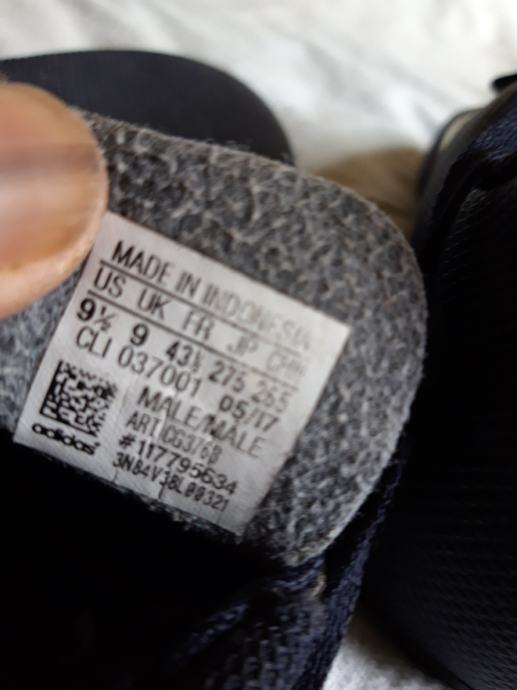 MADE IN INDONESIA
US UK FR JP CHN
9½ 9 43⅓ 275 265
CLI 037001 05/17
MALE/MALE
ART
#117795634
3N84V38L00321
adidas